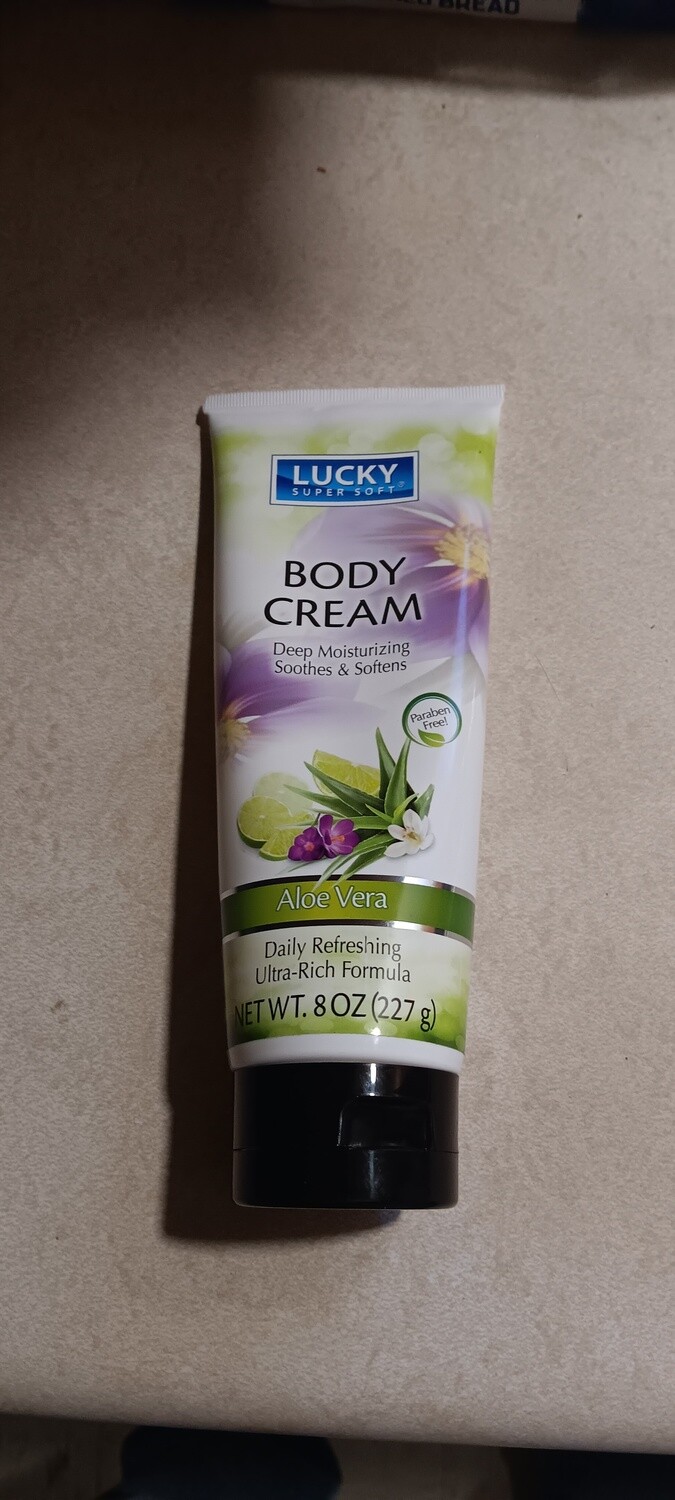 BREAD
LUCKY
SUPER SOFT®
BODY
CREAM
Deep Moisturizing
Soothes & Softens
Paraben
Free!
Aloe Vera
Daily Refreshing
Ultra-Rich Formula
NET WT. 8 OZ (227 g)